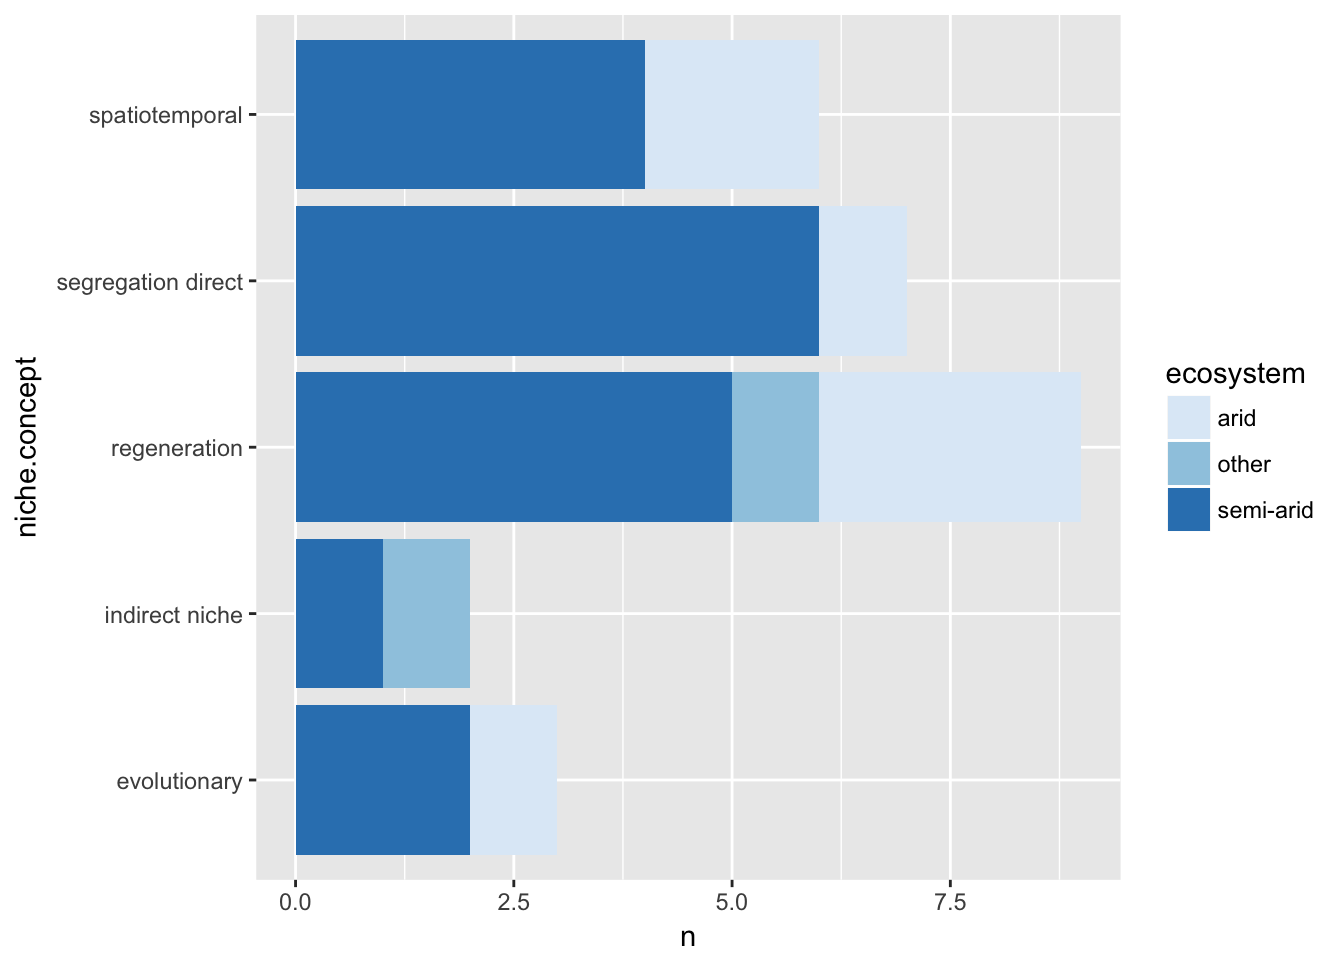 spatiotemporal
segregation direct
regeneration
indirect niche
evolutionary
niche.concept
0.0
2.5
5.0
7.5
n
ecosystem
arid
other
semi-arid